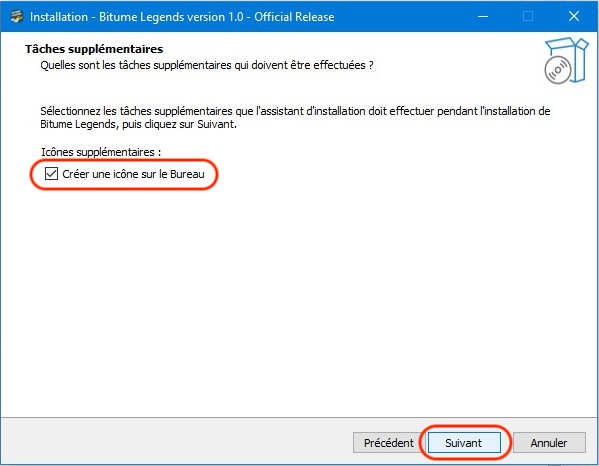 Installation - Bitume Legends version 1.0 - Official Release
Tâches supplémentaires
Quelles sont les tâches supplémentaires qui doivent être effectuées ?
Sélectionnez les tâches supplémentaires que l'assistant d'installation doit effectuer pendant l'installation de
Bitume Legends, puis cliquez sur Suivant.
Icônes supplémentaires :
Créer une icône sur le Bureau
Précédent
Suivant
Annuler